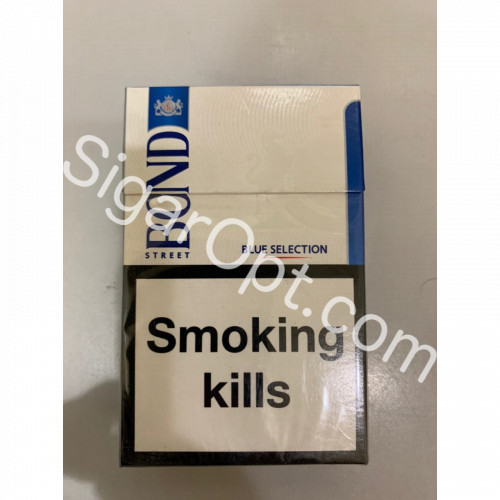 BOND
STREET
BLUE SELECTION
Smoking
kills
SigarOpt.com